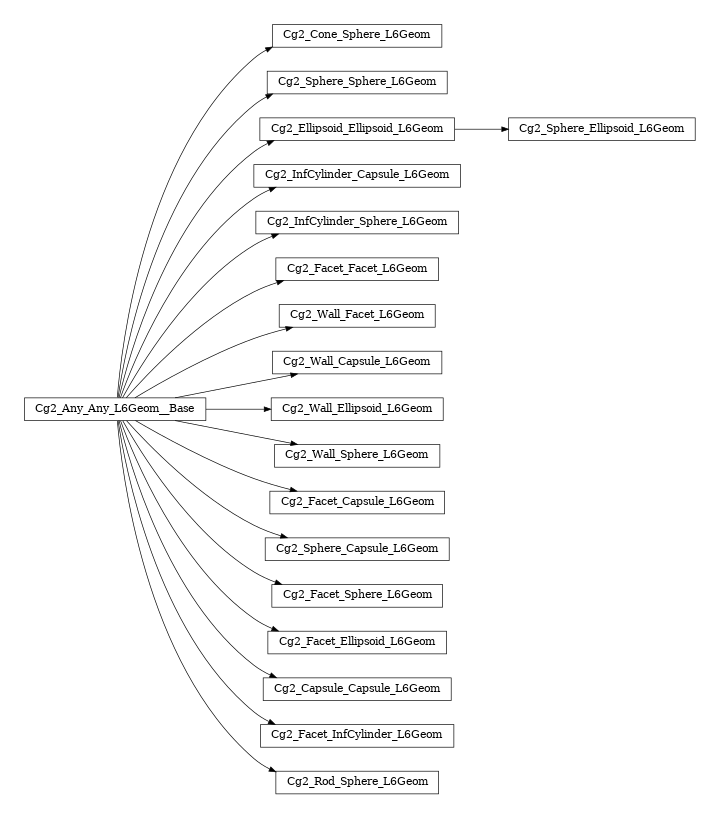 Cg2_Cone_Sphere_L6Geom
Cg2_Sphere_Sphere_L6Geom
Cg2_Ellipsoid_Ellipsoid_L6Geom
Cg2_Sphere_Ellipsoid_L6Geom
Cg2_InfCylinder_Capsule_L6Geom
Cg2_InfCylinder_Sphere_L6Geom
Cg2_Facet_Facet_L6Geom
Cg2_Wall_Facet_L6Geom
Cg2_Wall_Capsule_L6Geom
Cg2_Any_Any_L6Geom__Base
Cg2_Wall_Ellipsoid_L6Geom
Cg2_Wall_Sphere_L6Geom
Cg2_Facet_Capsule_L6Geom
Cg2_Sphere_Capsule_L6Geom
Cg2_Facet_Sphere_L6Geom
Cg2_Facet_Ellipsoid_L6Geom
Cg2_Capsule_Capsule_L6Geom
Cg2_Facet_InfCylinder_L6Geom
Cg2_Rod_Sphere_L6Geom